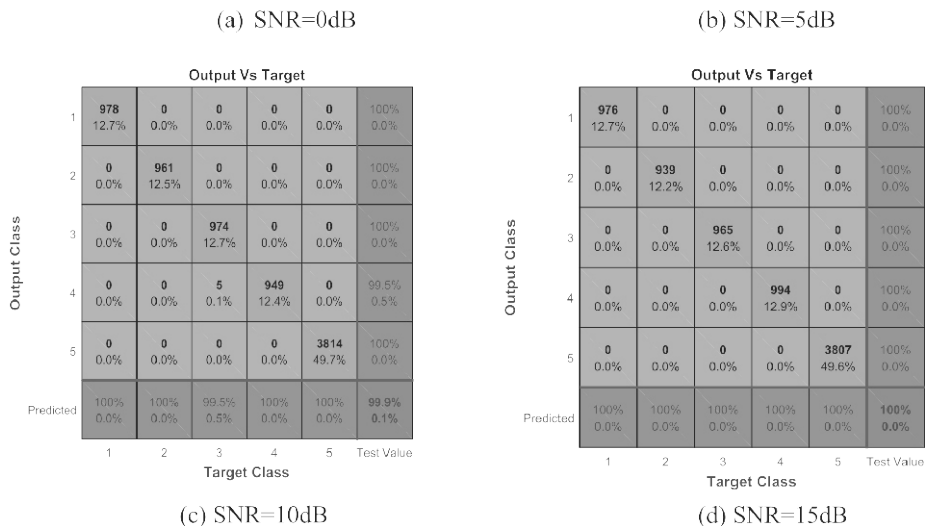 (a) SNR=0dB
(b) SNR=5dB
Output Vs Target
Output Class
1
978 0 0 0 0 100%
12.7% 0.0% 0.0% 0.0% 0.0% 0.0%
2
0 961 0 0 0 100%
0.0% 12.5% 0.0% 0.0% 0.0% 0.0%
3
0 0 974 0 0 100%
0.0% 0.0% 12.7% 0.0% 0.0% 0.0%
4
0 0 5 949 0 99.5%
0.0% 0.0% 0.1% 12.4% 0.0% 0.5%
5
0 0 0 0 3814 100%
0.0% 0.0% 0.0% 0.0% 49.7% 0.0%
Predicted
100% 100% 99.5% 100% 100% 99.9%
0.0% 0.0% 0.5% 0.0% 0.0% 0.1%
1 2 3 4 5 Test Value
Target Class
(c) SNR=10dB
Output Vs Target
Output Class
1
976 0 0 0 0 100%
12.7% 0.0% 0.0% 0.0% 0.0% 0.0%
2
0 939 0 0 0 100%
0.0% 12.2% 0.0% 0.0% 0.0% 0.0%
3
0 0 965 0 0 100%
0.0% 0.0% 12.6% 0.0% 0.0% 0.0%
4
0 0 0 994 0 100%
0.0% 0.0% 0.0% 12.9% 0.0% 0.0%
5
0 0 0 0 3807 100%
0.0% 0.0% 0.0% 0.0% 49.6% 0.0%
Predicted
100% 100% 100% 100% 100% 100%
0.0% 0.0% 0.0% 0.0% 0.0% 0.0%
1 2 3 4 5 Test Value
Target Class
(d) SNR=15dB